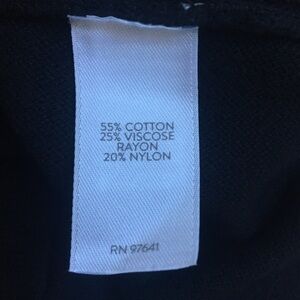 55% COTTON
25% VISCOSE
RAYON
20% NYLON
RN 97641